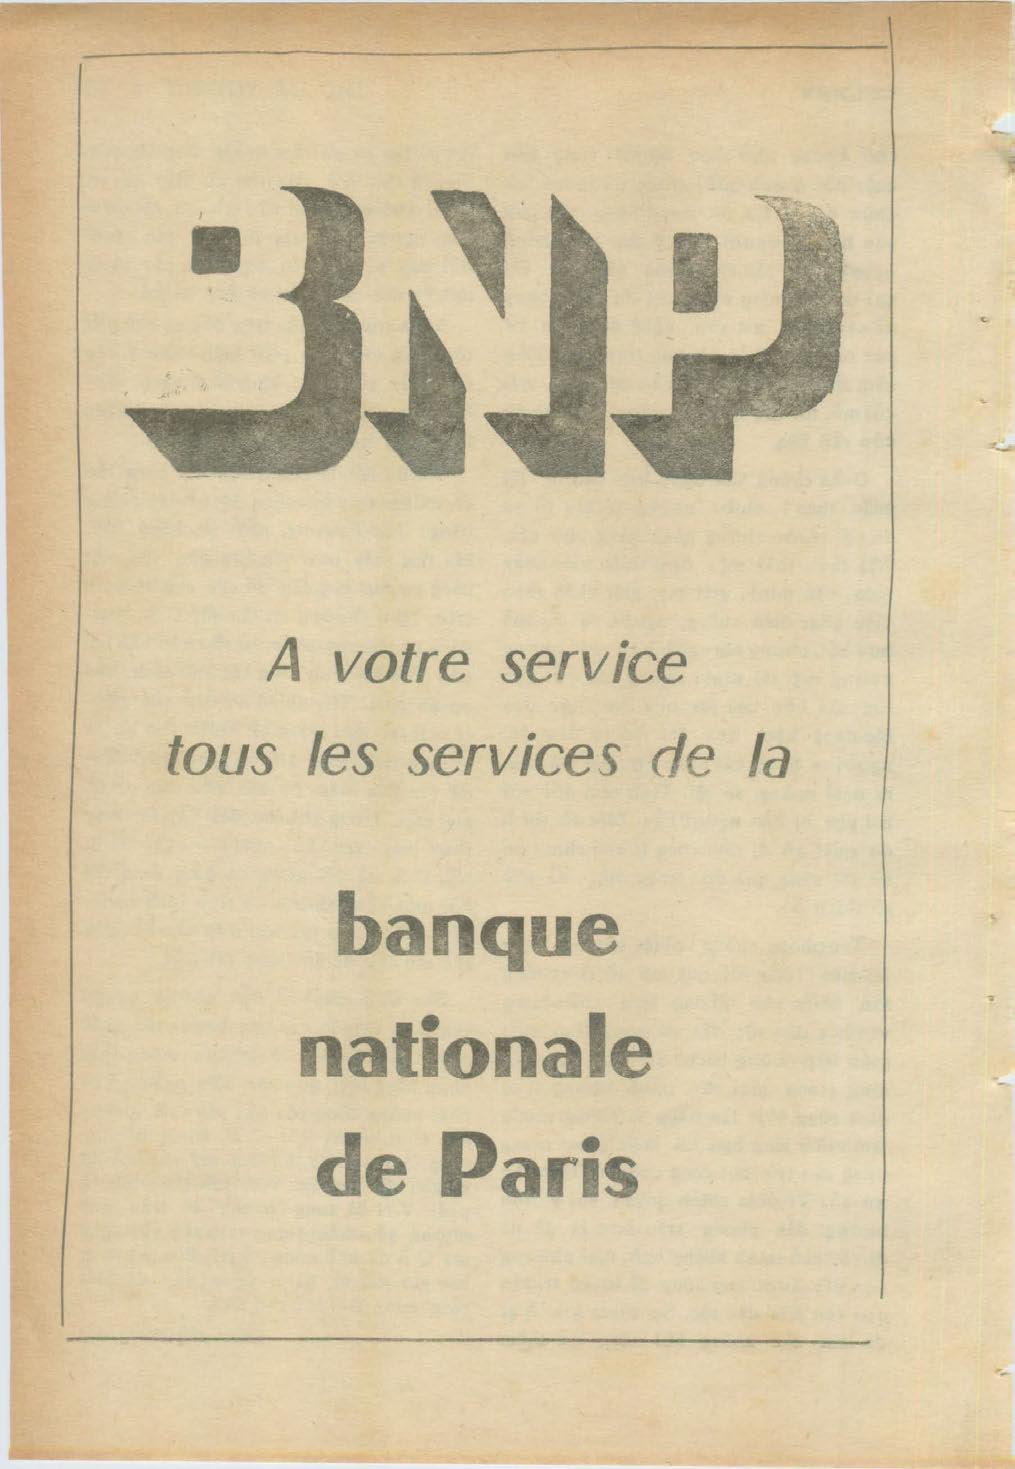 BNP
A votre service
tous les services de la
banque
nationale
de Paris